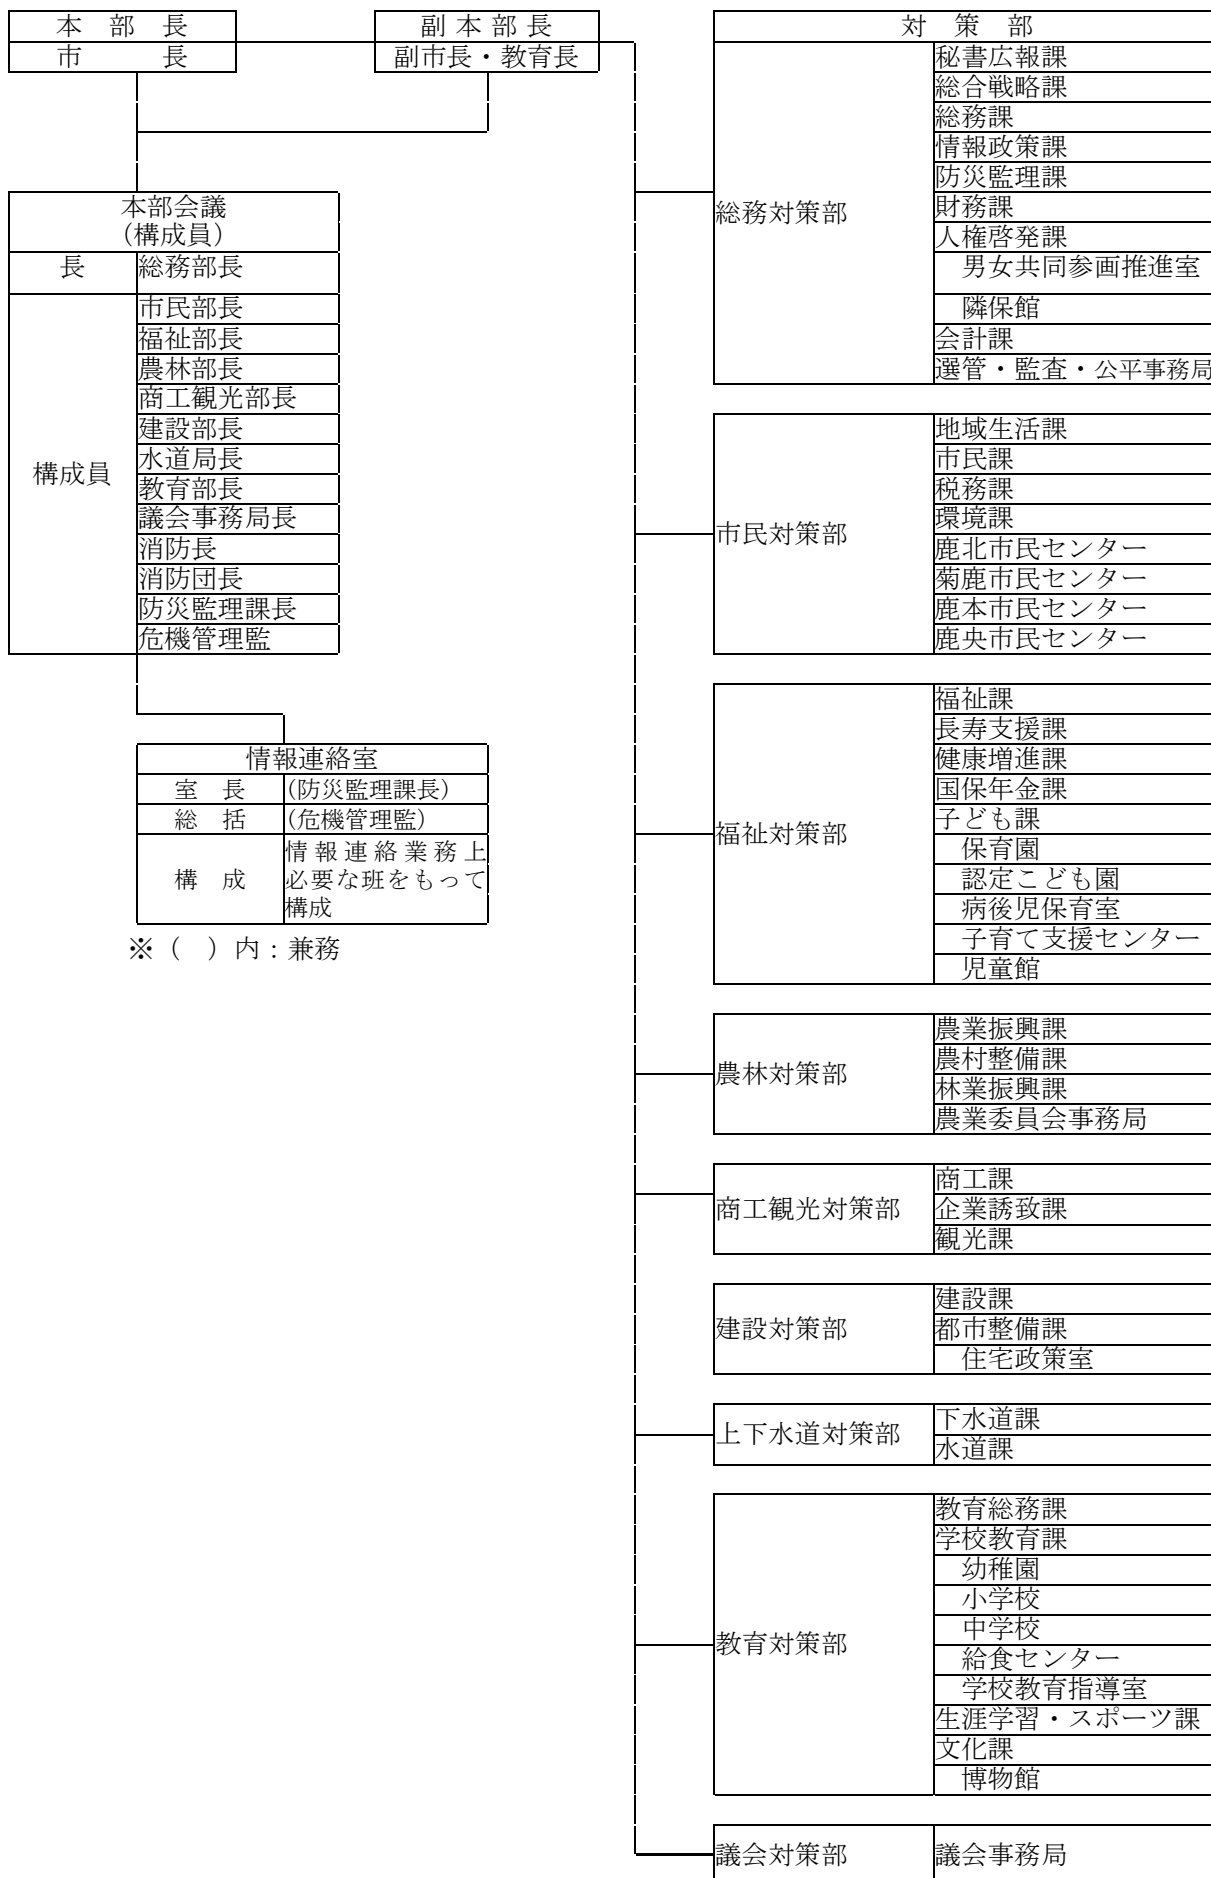 本部長
市長
副本部長
副市長・教育長
本部会議
(構成員)
長 総務部長
構成員
市民部長
福祉部長
農林部長
商工観光部長
建設部長
水道局長
教育部長
議会事務局長
消防長
消防団長
防災監理課長
危機管理監
情報連絡室
室長 (防災監理課長)
総括 (危機管理監)
構成
情報連絡業務上
必要な班をもって
構成
※（　）内：兼務
対策部
総務対策部
秘書広報課
総合戦略課
総務課
情報政策課
防災監理課
財務課
人権啓発課
男女共同参画推進室
隣保館
会計課
選管・監査・公平事務局
市民対策部
地域生活課
市民課
税務課
環境課
鹿北市民センター
菊鹿市民センター
鹿本市民センター
鹿央市民センター
福祉対策部
福祉課
長寿支援課
健康増進課
国保年金課
子ども課
保育園
認定こども園
病後児保育室
子育て支援センター
児童館
農林対策部
農業振興課
農村整備課
林業振興課
農業委員会事務局
商工観光対策部
商工課
企業誘致課
観光課
建設対策部
建設課
都市整備課
住宅政策室
上下水道対策部
下水道課
水道課
教育対策部
教育総務課
学校教育課
幼稚園
小学校
中学校
給食センター
学校教育指導室
生涯学習・スポーツ課
文化課
博物館
議会対策部
議会事務局